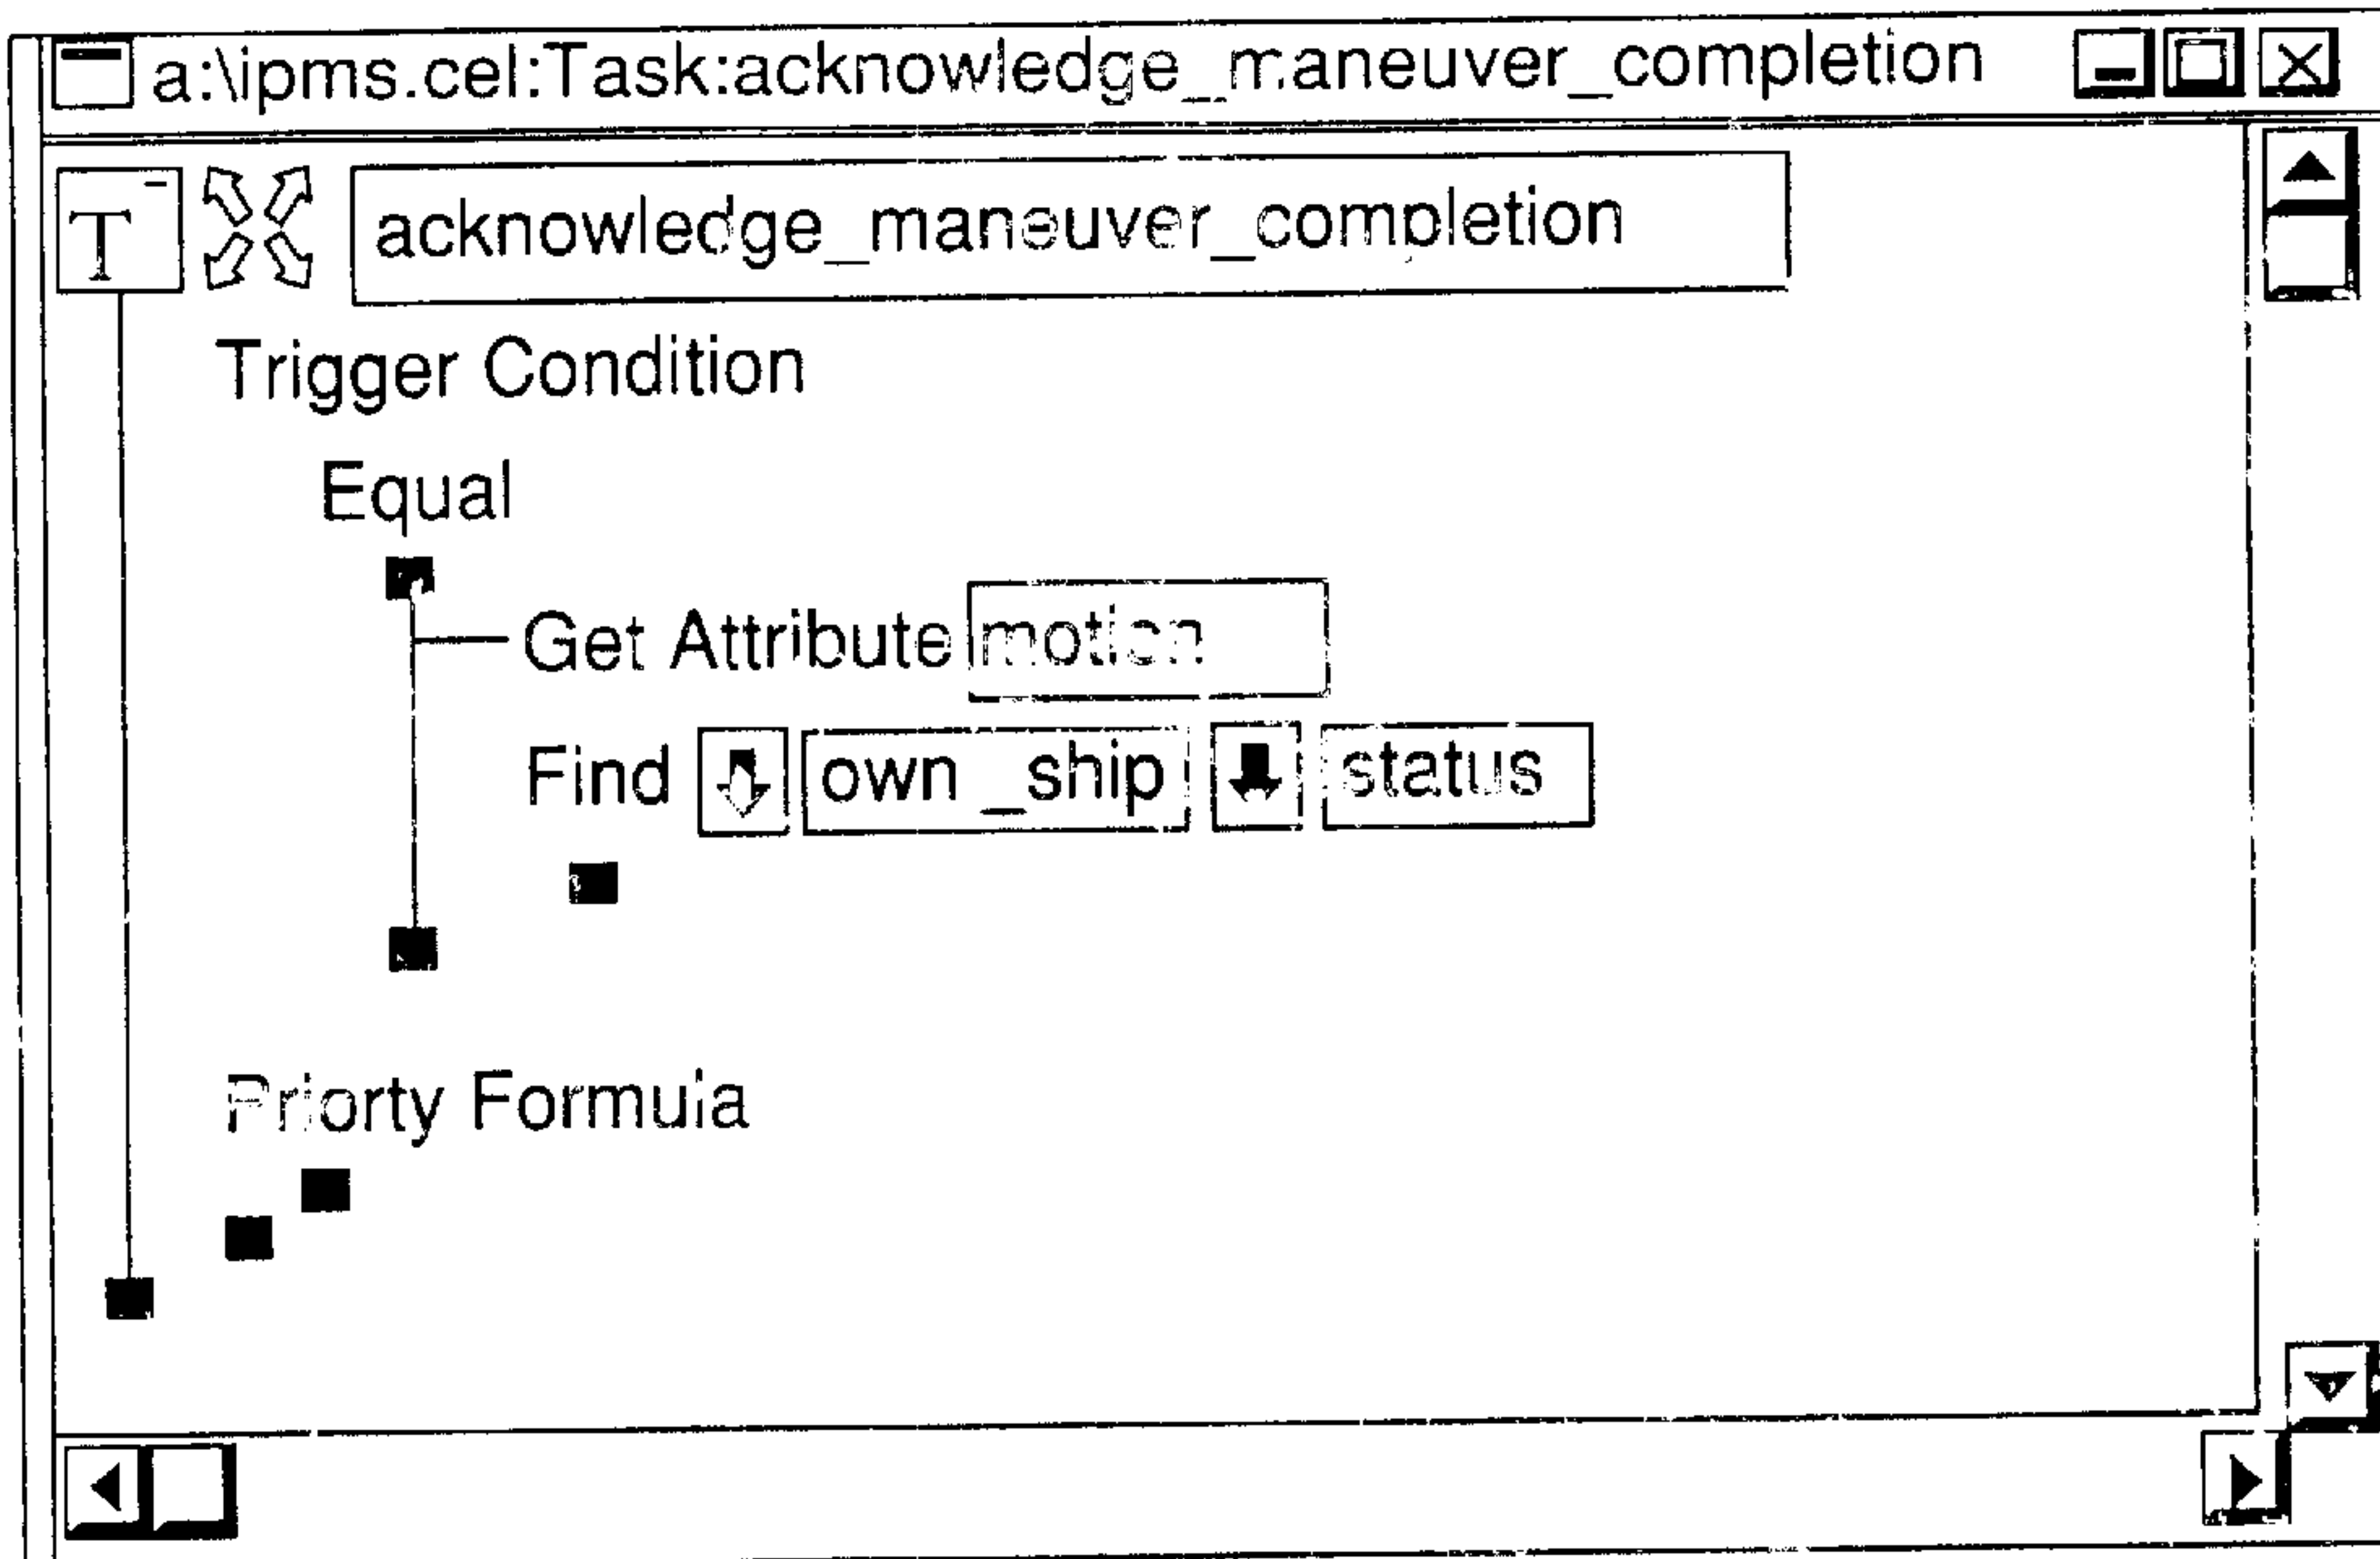 a:\ipms.cel:Task:acknowledge_maneuver_completion
T acknowledge_maneuver_completion
Trigger Condition
Equal
Get Attribute motion
Find own _ship status
Priorty Formula